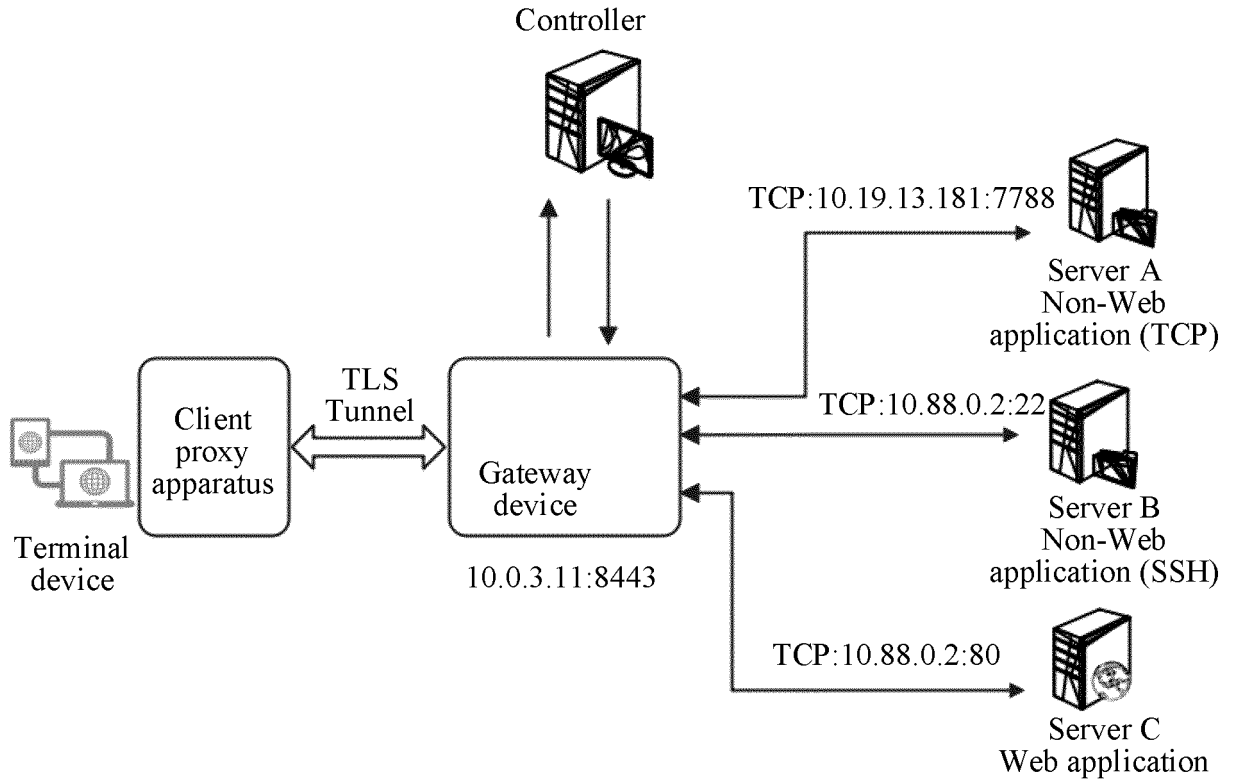 Controller
TCP:10.19.13.181:7788
Server A
Non-Web
application (TCP)
TLS
Tunnel
Client
proxy
apparatus
Gateway
device
10.0.3.11:8443
Terminal
device
TCP:10.88.0.2:22
Server B
Non-Web
application (SSH)
TCP:10.88.0.2:80
Server C
Web application